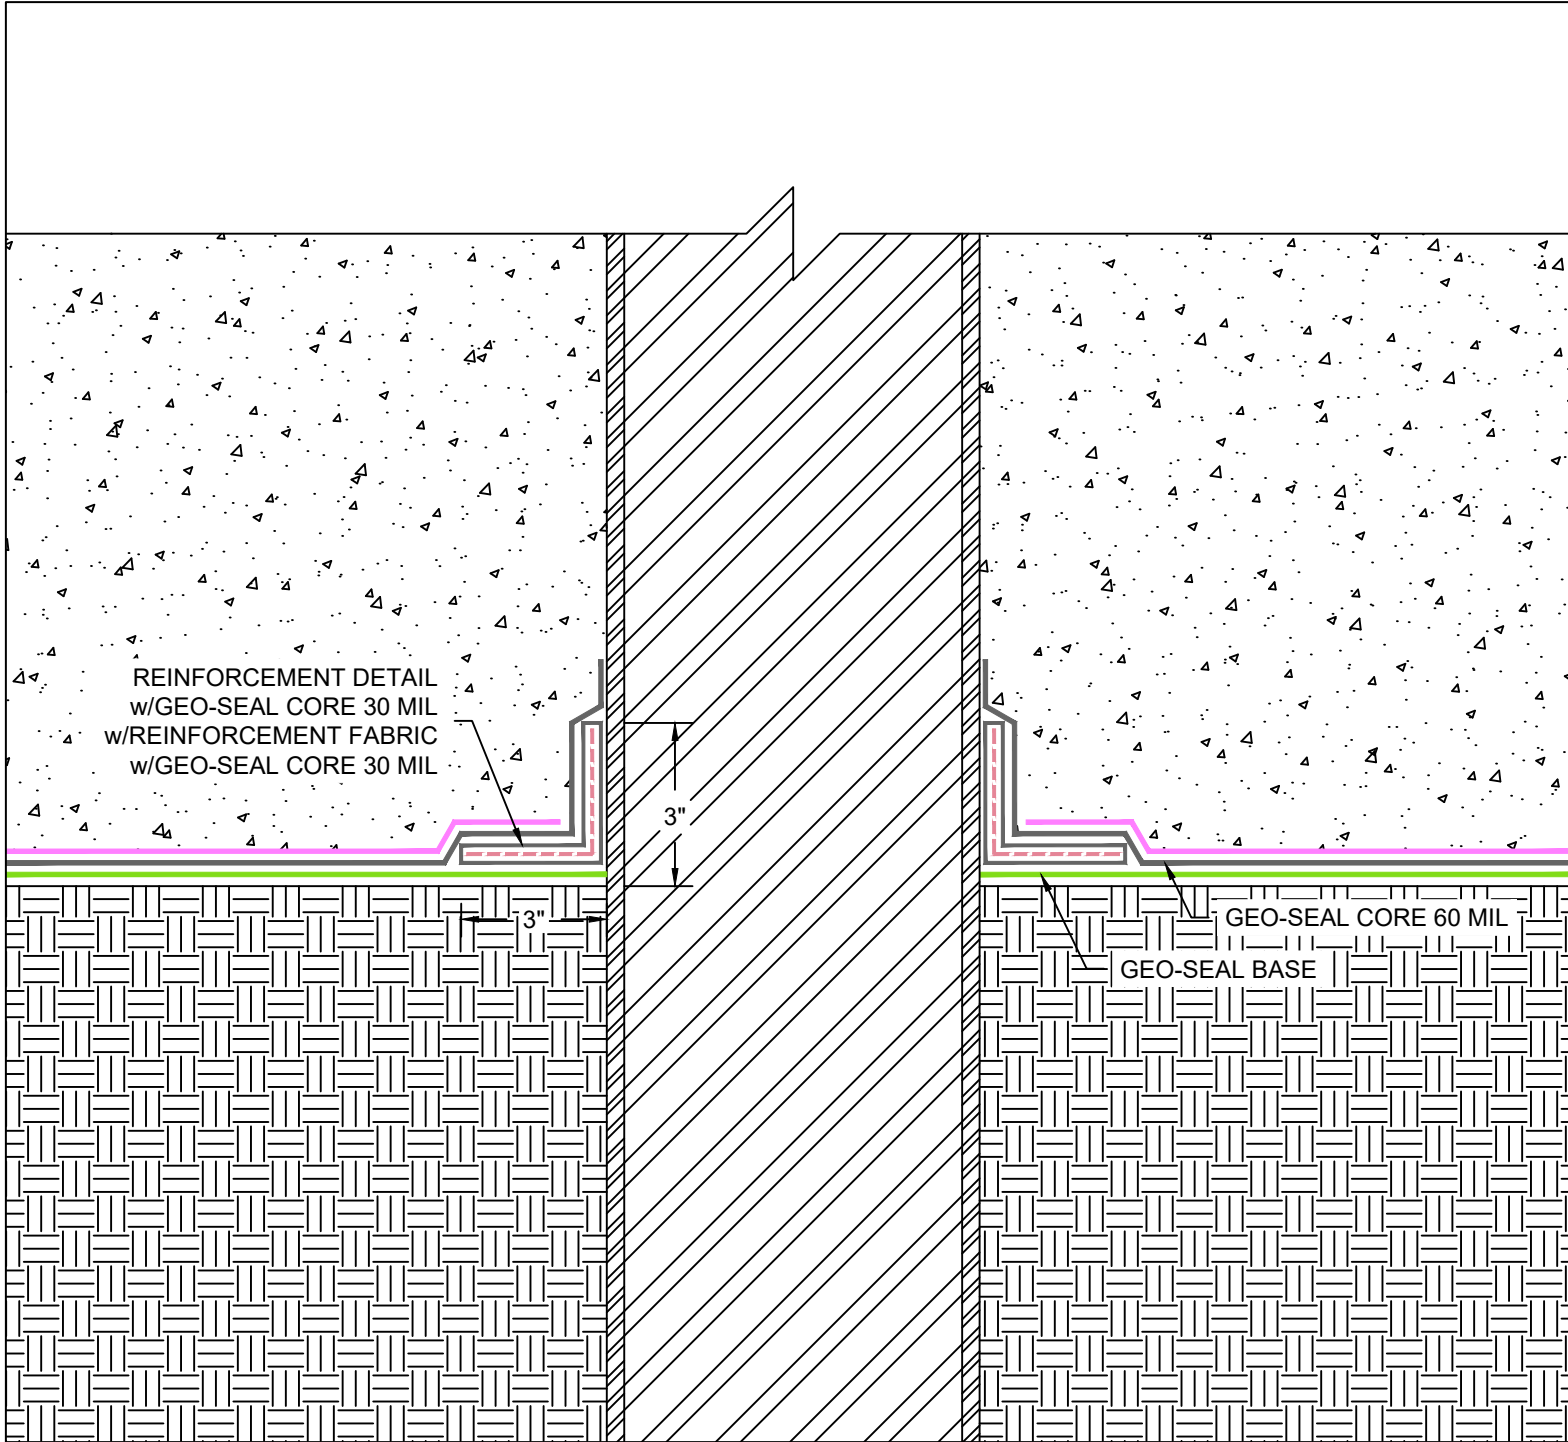 REINFORCEMENT DETAIL
w/GEO-SEAL CORE 30 MIL
w/REINFORCEMENT FABRIC
w/GEO-SEAL CORE 30 MIL
3"
3"
GEO-SEAL CORE 60 MIL
GEO-SEAL BASE